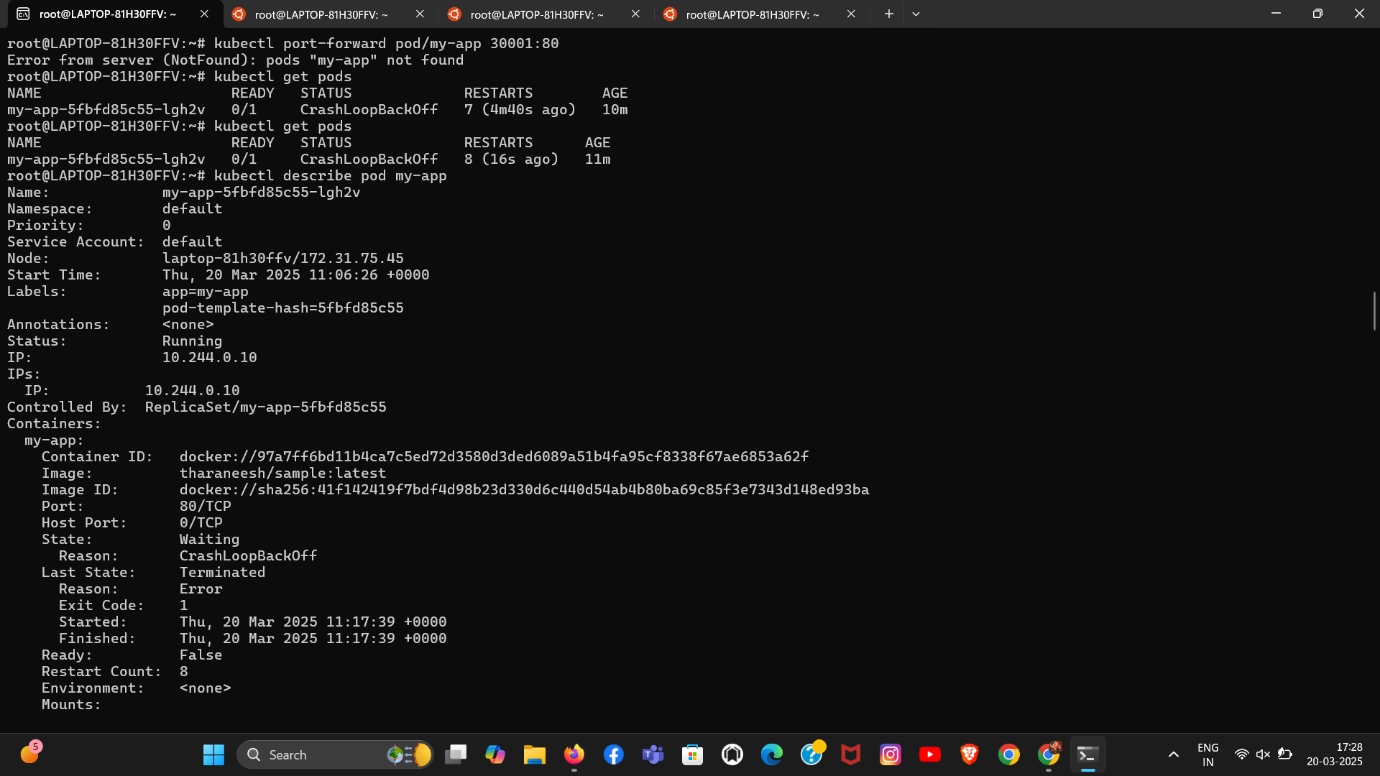 root@LAPTOP-81H30FFV: ~
root@LAPTOP-81H30FFV: ~
root@LAPTOP-81H30FFV: ~
root@LAPTOP-81H30FFV: ~
root@LAPTOP-81H30FFV:~# kubectl port-forward pod/my-app 30001:80
Error from server (NotFound): pods "my-app" not found
root@LAPTOP-81H30FFV:~# kubectl get pods
NAME READY STATUS RESTARTS AGE
my-app-5fbfd85c55-lgh2v 0/1 CrashLoopBackOff 7 (4m40s ago) 10m
root@LAPTOP-81H30FFV:~# kubectl get pods
NAME READY STATUS RESTARTS AGE
my-app-5fbfd85c55-lgh2v 0/1 CrashLoopBackOff 8 (16s ago) 11m
root@LAPTOP-81H30FFV:~# kubectl describe pod my-app
Name: my-app-5fbfd85c55-lgh2v
Namespace: default
Priority: 0
Service Account: default
Node: laptop-81h30ffv/172.31.75.45
Start Time: Thu, 20 Mar 2025 11:06:26 +0000
Labels: app=my-app
pod-template-hash=5fbfd85c55
Annotations: <none>
Status: Running
IP: 10.244.0.10
IPs:
IP: 10.244.0.10
Controlled By: ReplicaSet/my-app-5fbfd85c55
Containers:
my-app:
Container ID: docker://97a7ff6bd11b4ca7c5ed72d3580d3ded6089a51b4fa95cf8338f67ae6853a62f
Image: tharaneesh/sample:latest
Image ID: docker://sha256:41f142419f7bdf4d98b23d330d6c440d54ab4b80ba69c85f3e7343d148ed93ba
Port: 80/TCP
Host Port: 0/TCP
State: Waiting
Reason: CrashLoopBackOff
Last State: Terminated
Reason: Error
Exit Code: 1
Started: Thu, 20 Mar 2025 11:17:39 +0000
Finished: Thu, 20 Mar 2025 11:17:39 +0000
Ready: False
Restart Count: 8
Environment: <none>
Mounts:
5
Search
ENG
IN
17:28
20-03-2025